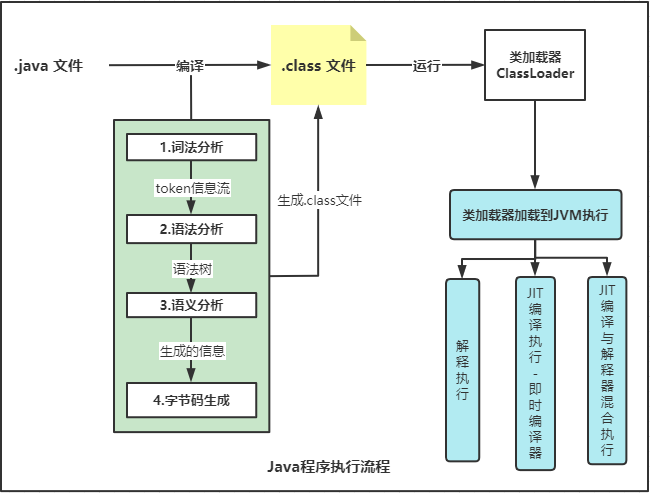 .java 文件
编译
.class 文件
运行
类加载器
ClassLoader
1.词法分析
token信息流
2.语法分析
语法树
3.语义分析
生成的信息
4.字节码生成
生成.class文件
类加载器加载到JVM执行
解释执行
JIT编译执行-即时编译器
JIT编译与解释器混合执行
Java程序执行流程